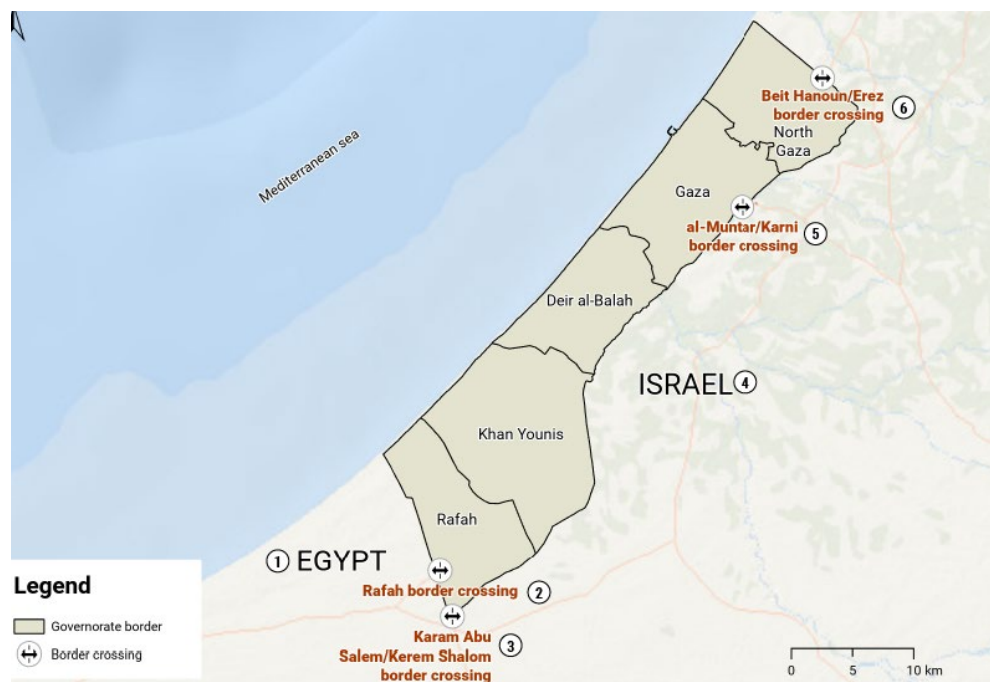 Mediterranean sea
Beit Hanoun/Erez
border crossing
6
North
Gaza
Gaza
al-Muntar/Karni
border crossing
5
Deir al-Balah
ISRAEL 4
Khan Younis
Rafah
1 EGYPT
Rafah border crossing 2
Karam Abu
Salem/Kerem Shalom
border crossing
3
Legend
Governorate border
Border crossing
0 5 10 km